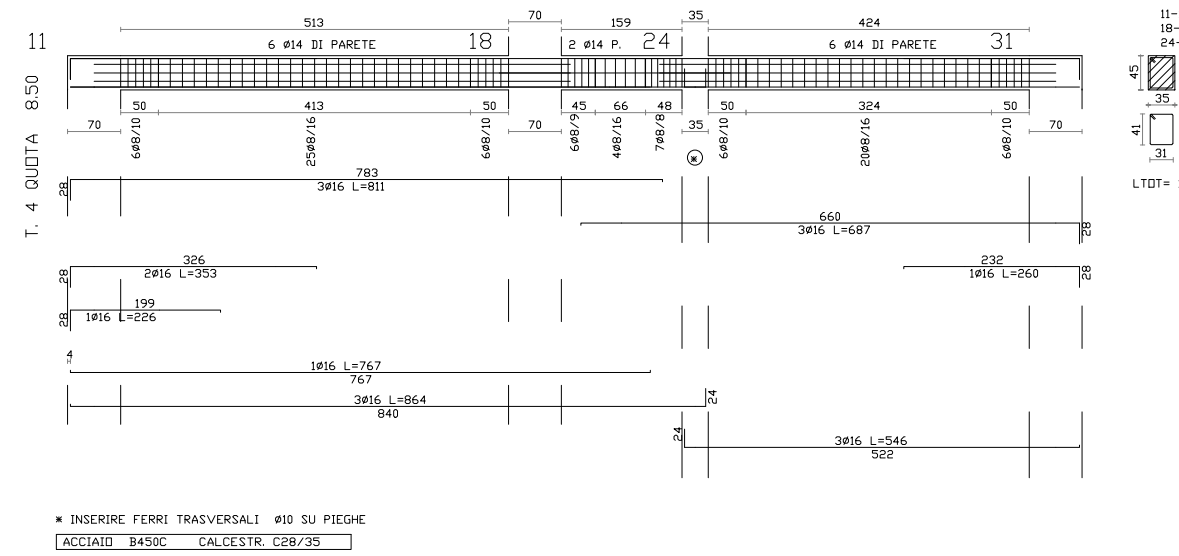 513
70
159
35
424
11
6 Ø14 DI PARETE
18
2 Ø14 P.
24
6 Ø14 DI PARETE
31
11-
18-
24-
T. 4 QUOTA 8.50
45
35
41
31
LTOT=
50
413
50
45
66
48
50
324
50
70
70
35
70
6Ø8/10
25Ø8/16
6Ø8/10
6Ø8/9
4Ø8/16
7Ø8/8
6Ø8/10
20Ø8/16
6Ø8/10
*
783
28
3Ø16 L=811
660
3Ø16 L=687
28
326
28
2Ø16 L=353
232
1Ø16 L=260
28
199
28
1Ø16 L=226
4
1Ø16 L=767
767
3Ø16 L=864
24
840
24
3Ø16 L=546
522
* INSERIRE FERRI TRASVERSALI Ø10 SU PIEGHE
ACCIAIO B450C CALCESTR. C28/35